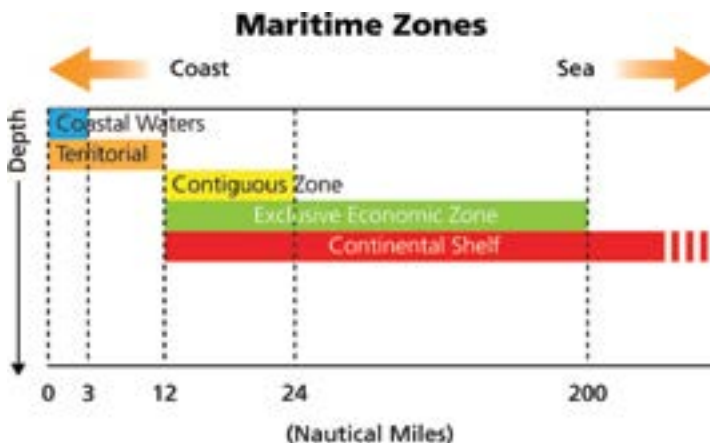 Maritime Zones
Coast
Sea
Depth
Coastal Waters
Territorial
Contiguous Zone
Exclusive Economic Zone
Continental Shelf
0 3 12 24 200
(Nautical Miles)